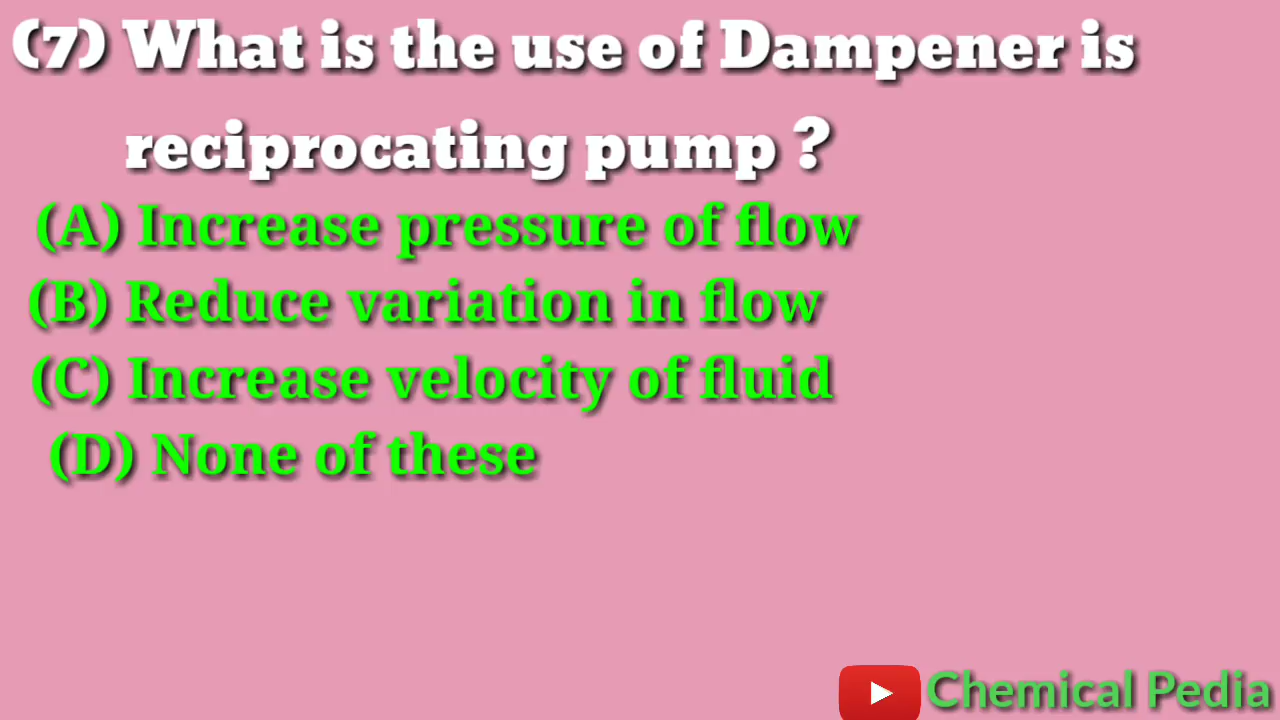 (7) What is the use of Dampener is
reciprocating pump ?
(A) Increase pressure of flow
(B) Reduce variation in flow
(C) Increase velocity of fluid
(D) None of these
Chemical Pedia